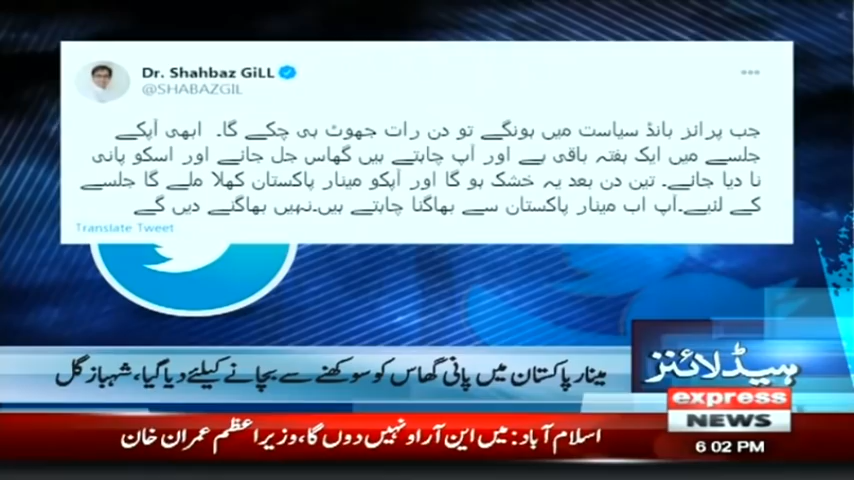 Dr. Shahbaz GiLL
@SHABAZGIL
جب پرائز بانڈ سیاست میں ہونگے تو دن رات جھوٹ ہی چکے گا۔ ابھی آپکے
جلسے میں ایک ہفتہ باقی ہے اور آپ چاہتے ہیں گھاس جل جائے اور اسکو پانی
نا دیا جائے۔ تین دن بعد یہ خشک ہو گا اور آپکو مینار پاکستان کھلا ملے گا جلسے
کے لئیے۔آپ اب مینار پاکستان سے بھاگنا چاہتے ہیں۔نہیں بھاگنے دیں گے
Translate Tweet
مینار پاکستان میں پانی گھاس کو سوکھنے سے بچانے کیلئے دیا گیا، شہباز گل
ہیڈلائنز
express
NEWS
اسلام آباد: میں این آر او نہیں دوں گا، وزیراعظم عمران خان
6:02 PM